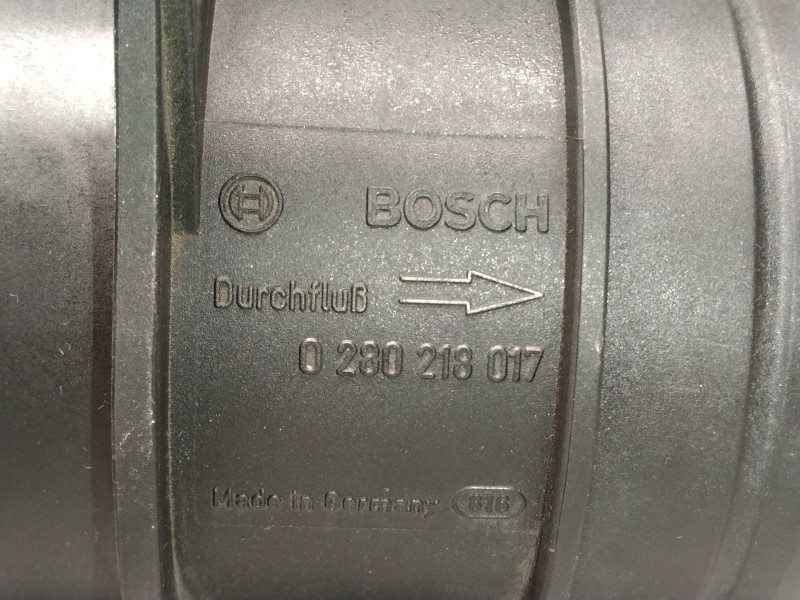 BOSCH
Durchfluß
0 280 218 017
Made in Germany